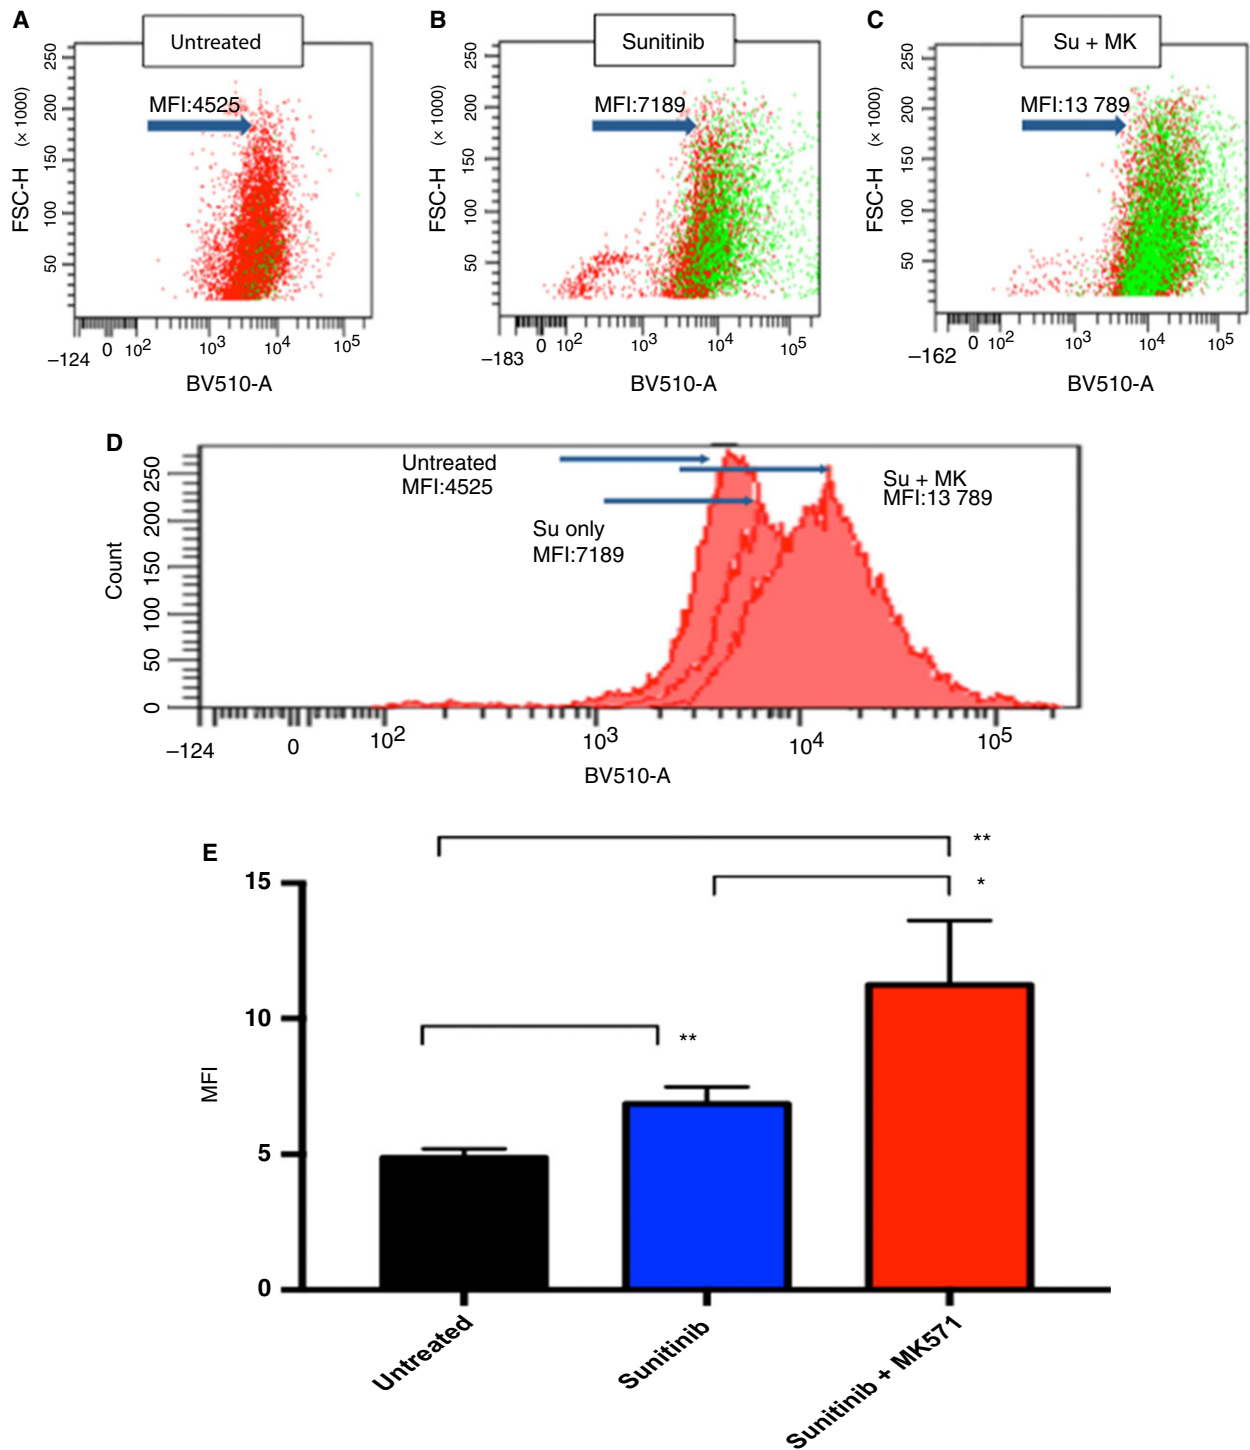 A
Untreated
MFI:4525
FSC-H (× 1000)
250
200
150
100
50
−124 0 10² 10³ 10⁴ 10⁵
BV510-A
B
Sunitinib
MFI:7189
FSC-H (× 1000)
250
200
150
100
50
−183 0 10² 10³ 10⁴ 10⁵
BV510-A
C
Su + MK
MFI:13 789
FSC-H (× 1000)
250
200
150
100
50
−162 0 10² 10³ 10⁴ 10⁵
BV510-A
D
Untreated
MFI:4525
Su only
MFI:7189
Su + MK
MFI:13 789
Count
250
200
150
100
50
0
−124 0 10² 10³ 10⁴ 10⁵
BV510-A
E
**
*
**
MFI
15
10
5
0
Untreated
Sunitinib
Sunitinib + MK571